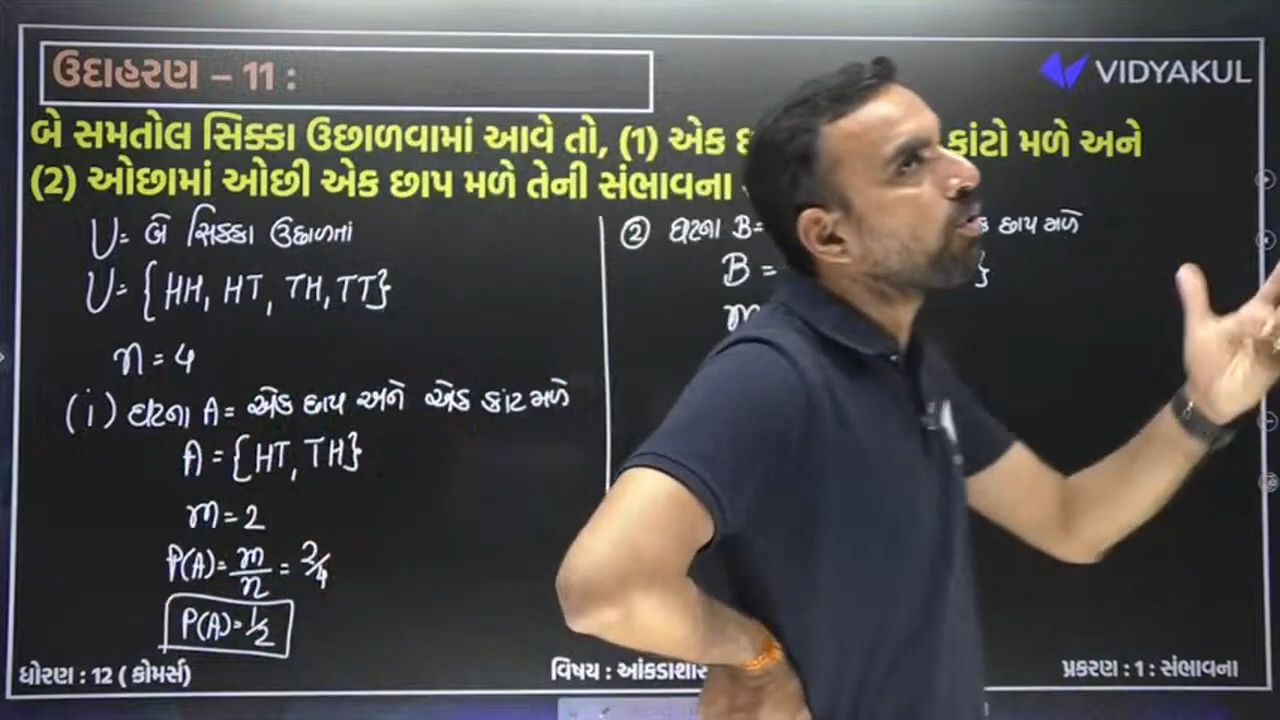 ઉદાહરણ – 11 :
VIDYAKUL
બે સમતોલ સિક્કા ઉછાળવામાં આવે તો, (1) એક કાંટો મળે અને
(2) ઓછામાં ઓછી એક છાપ મળે તેની સંભાવના
U = બે સિક્કા ઉછાળતાં
U = {HH, HT, TH, TT}
n = 4
(i) ઘટના A = એક છાપ અને એક કાંટ મળે
A = {HT, TH}
m = 2
P(A) = m/n = 2/4
P(A) = 1/2
② ઘટના B = છાપ મળે
B = }
m
ધોરણ : 12 ( કોમર્સ)
વિષય :
પ્રકરણ : 1 : સંભાવના